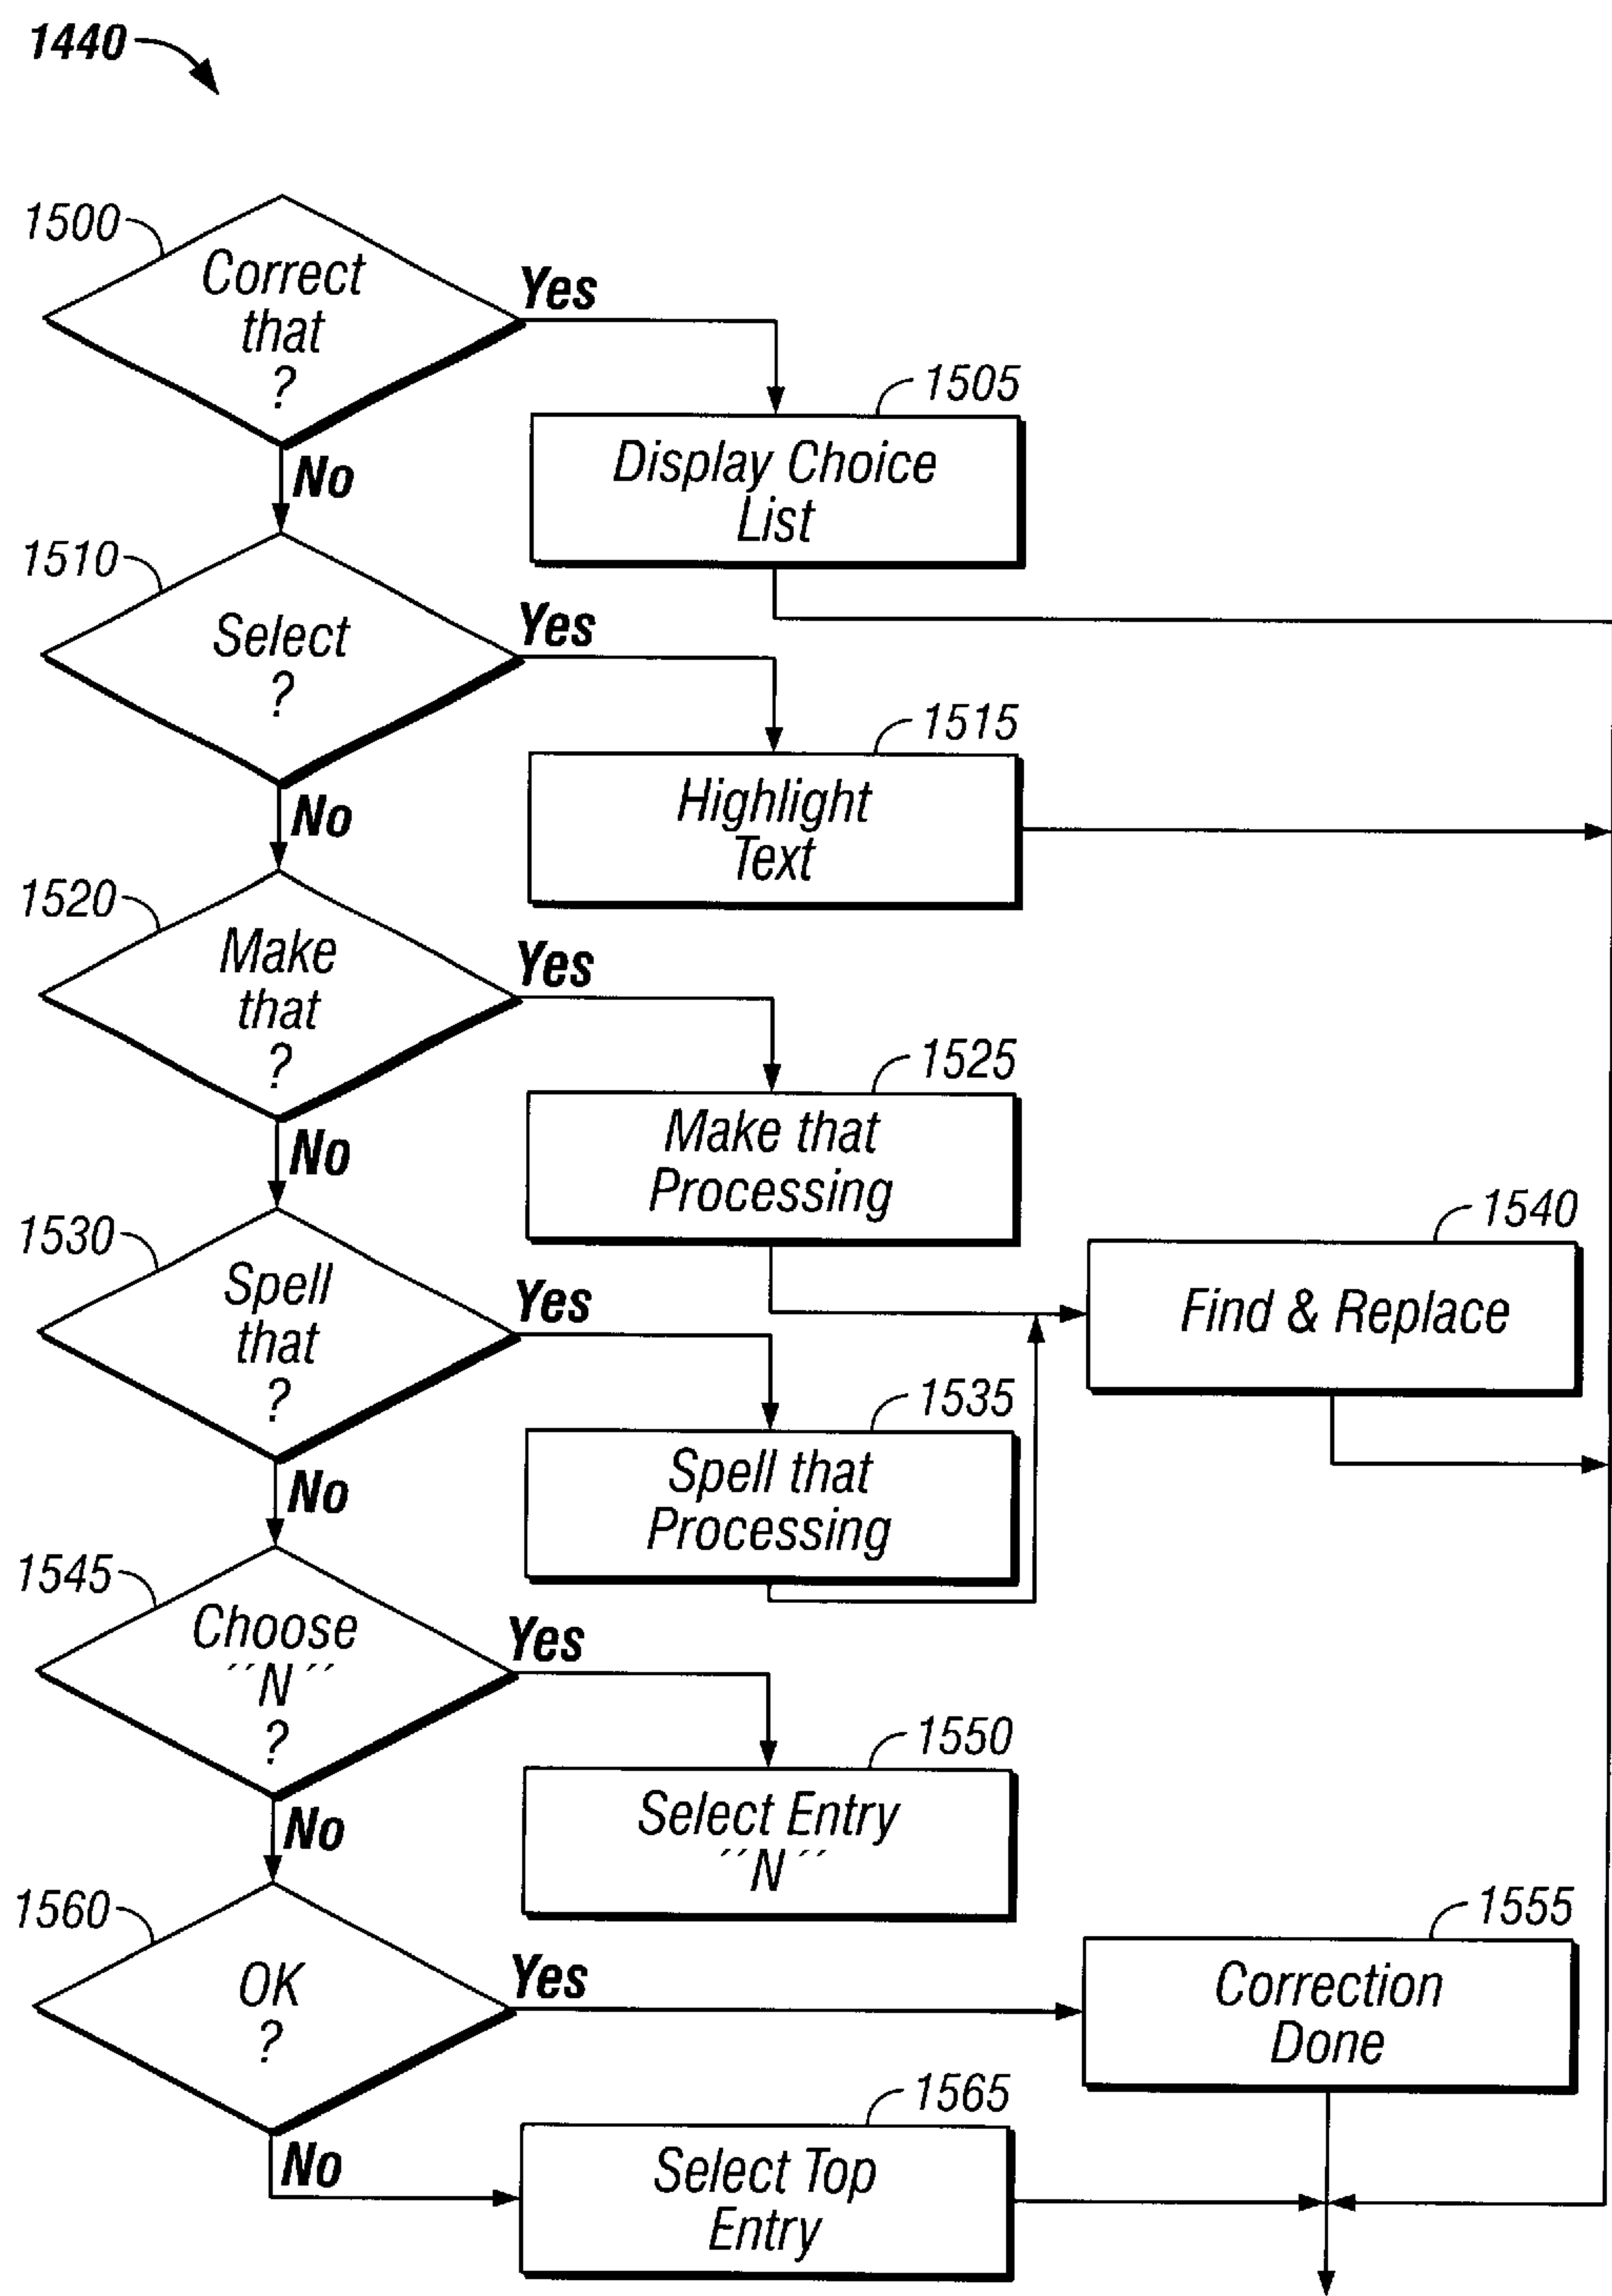 1440
1500
Correct
that
?
Yes
No
1505
Display Choice
List
1510
Select
?
Yes
No
1515
Highlight
Text
1520
Make
that
?
Yes
No
1525
Make that
Processing
1530
Spell
that
?
Yes
No
1535
Spell that
Processing
1540
Find & Replace
1545
Choose
"N"
?
Yes
No
1550
Select Entry
"N"
1560
OK
?
Yes
No
1555
Correction
Done
1565
Select Top
Entry